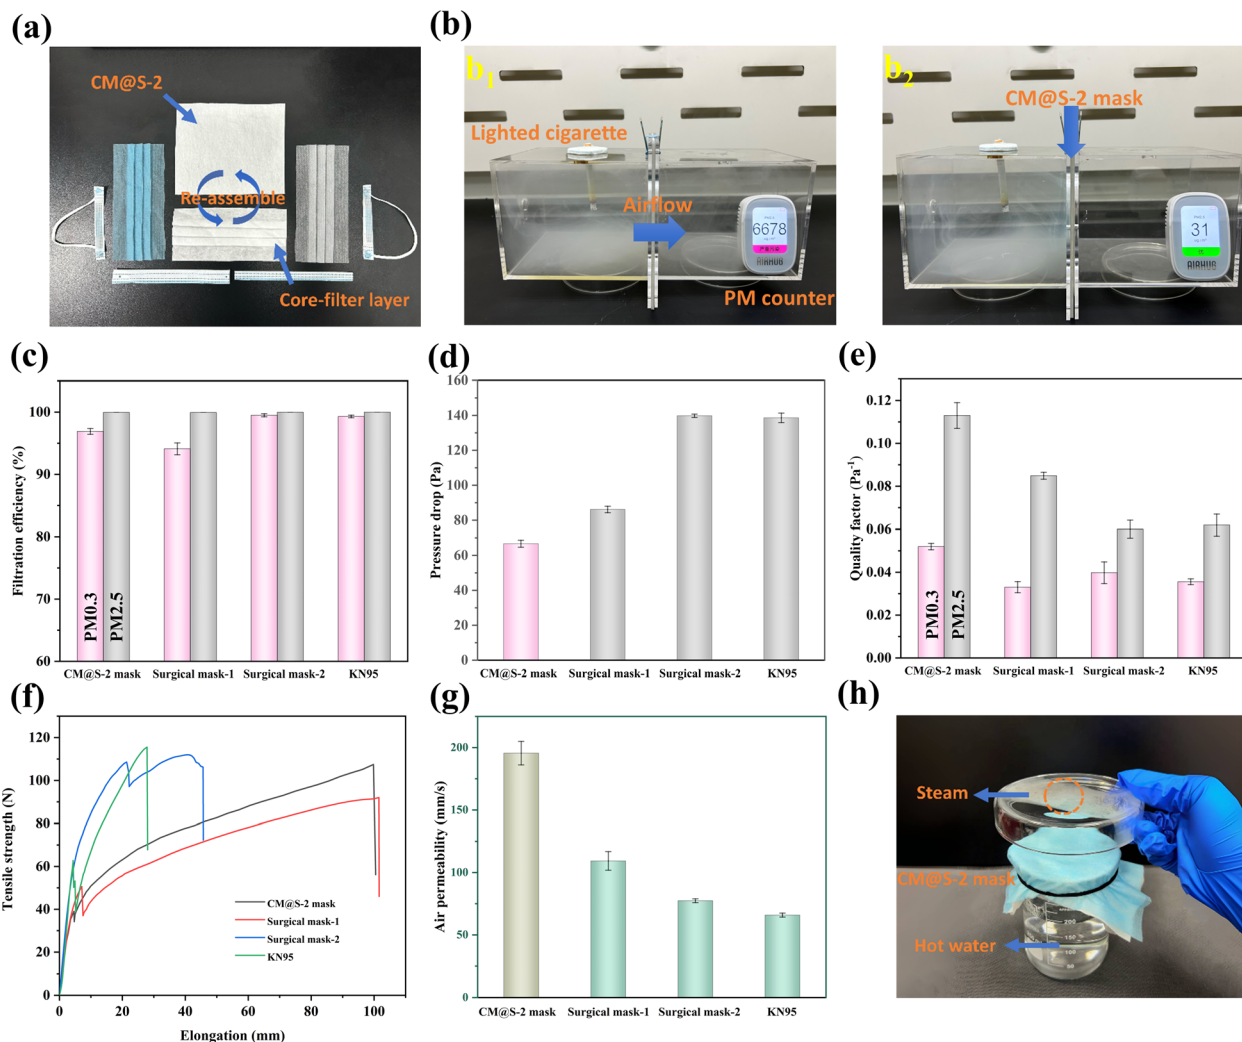 (a)
CM@S-2
Re-assemble
Core-filter layer
(b)
b1
Lighted cigarette
Airflow
6678
AIRHUB
PM counter
b2
CM@S-2 mask
31
AIRHUB
(c)
Filtration efficiency (%)
100
90
80
70
60
PM0.3
PM2.5
CM@S-2 mask
Surgical mask-1
Surgical mask-2
KN95
(d)
Pressure drop (Pa)
160
140
120
100
80
60
40
20
0
CM@S-2 mask
Surgical mask-1
Surgical mask-2
KN95
(e)
Quality factor (Pa-1)
0.12
0.10
0.08
0.06
0.04
0.02
0.00
PM0.3
PM2.5
CM@S-2 mask
Surgical mask-1
Surgical mask-2
KN95
(f)
Tensile strength (N)
120
100
80
60
40
20
0
CM@S-2 mask
Surgical mask-1
Surgical mask-2
KN95
0
20
40
60
80
100
Elongation (mm)
(g)
Air permeability (mm/s)
200
150
100
50
0
CM@S-2 mask
Surgical mask-1
Surgical mask-2
KN95
(h)
Steam
CM@S-2 mask
200
150
100
Hot water